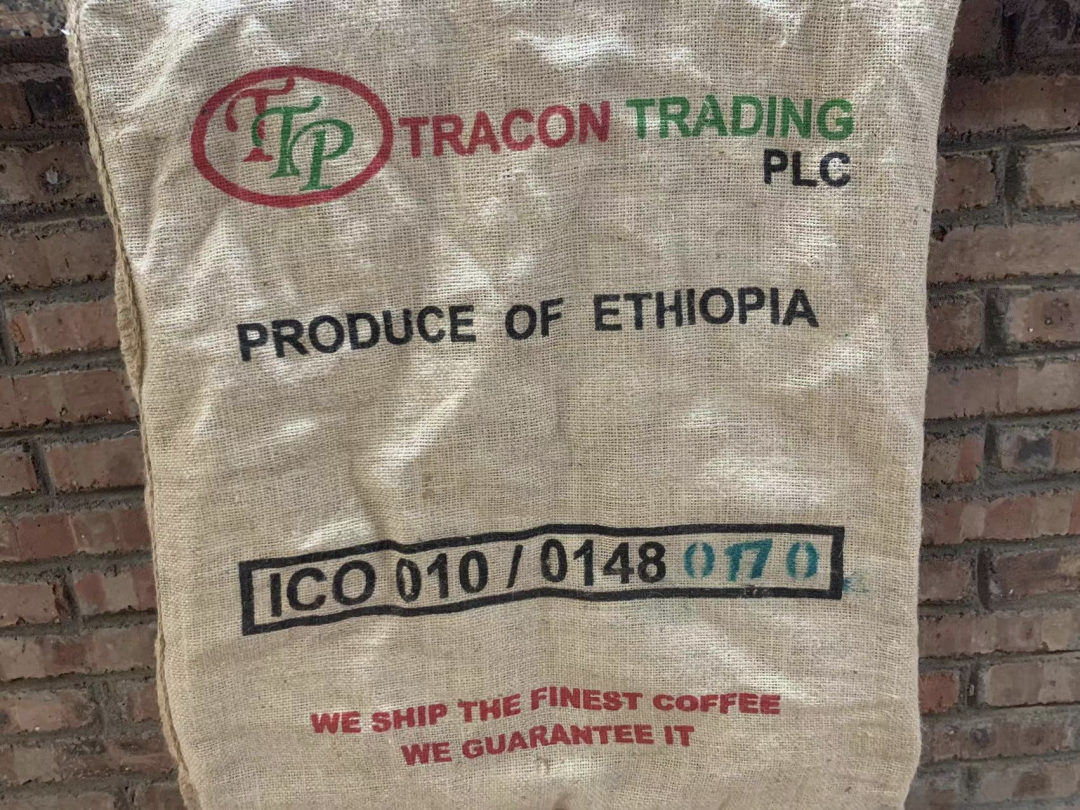 TTP TRACON TRADING
PLC
PRODUCE OF ETHIOPIA
ICO 010 / 0148 0170
WE SHIP THE FINEST COFFEE
WE GUARANTEE IT